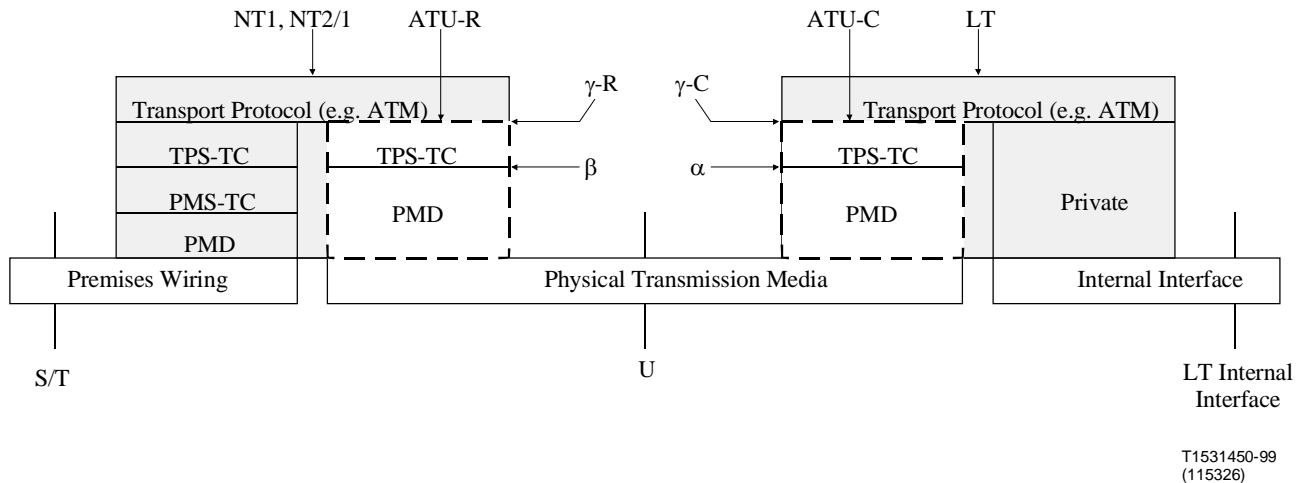 NT1, NT2/1
ATU-R
ATU-C
LT
γ-R
γ-C
Transport Protocol (e.g. ATM)
Transport Protocol (e.g. ATM)
TPS-TC
TPS-TC
β
α
TPS-TC
PMS-TC
PMD
PMD
Private
PMD
Premises Wiring
Physical Transmission Media
Internal Interface
S/T
U
LT Internal
Interface
T1531450-99
(115326)